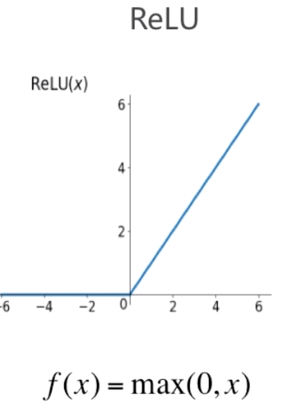 ReLU
ReLU(x)
6
4
2
-6 −4 −2 0 2 4 6
f(x) = max(0, x)